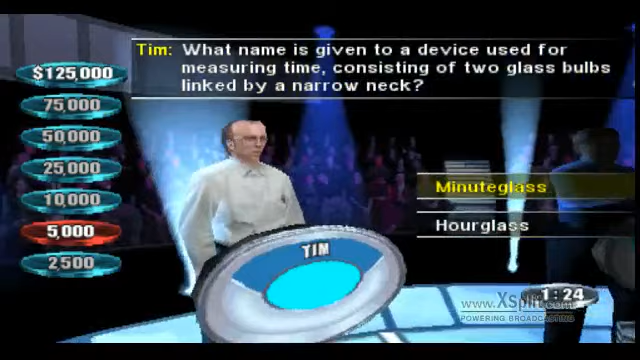 Tim: What name is given to a device used for
measuring time, consisting of two glass bulbs
linked by a narrow neck?
$125,000
75,000
50,000
25,000
10,000
5,000
2,500
Minuteglass
Hourglass
TIM
1:24
www.XSplit.com
POWERING BROADCASTING